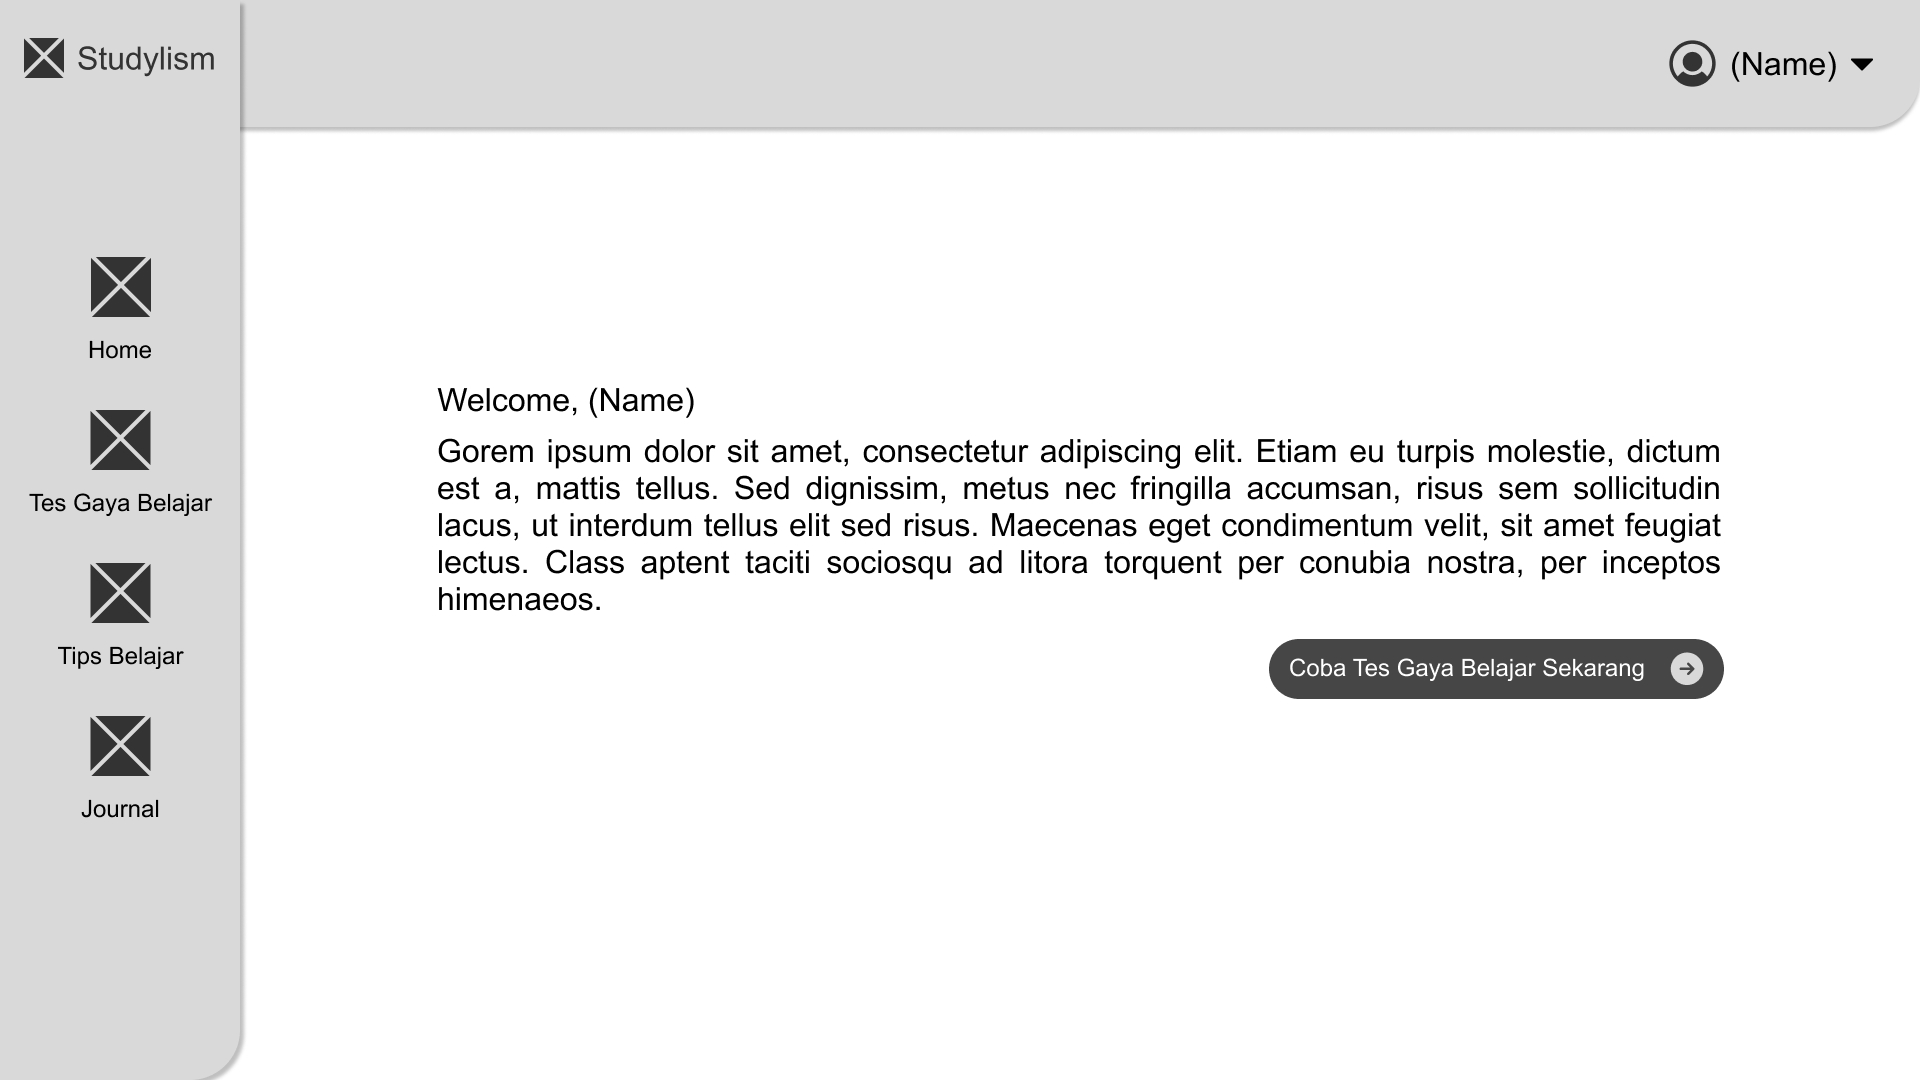 Studylism
(Name)
Home
Tes Gaya Belajar
Tips Belajar
Journal
Welcome, (Name)
Gorem ipsum dolor sit amet, consectetur adipiscing elit. Etiam eu turpis molestie, dictum
est a, mattis tellus. Sed dignissim, metus nec fringilla accumsan, risus sem sollicitudin
lacus, ut interdum tellus elit sed risus. Maecenas eget condimentum velit, sit amet feugiat
lectus. Class aptent taciti sociosqu ad litora torquent per conubia nostra, per inceptos
himenaeos.
Coba Tes Gaya Belajar Sekarang